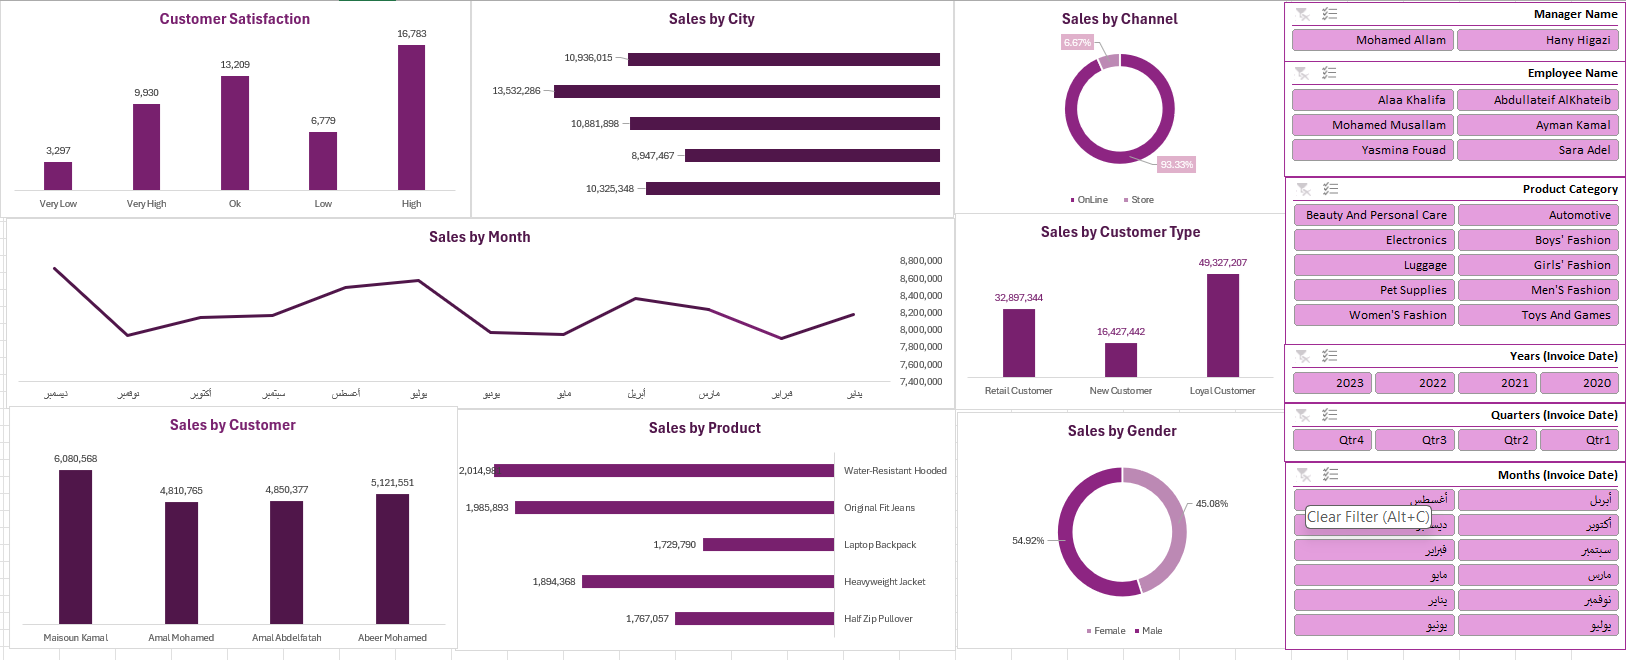 Customer Satisfaction
16,783
13,209
9,930
6,779
3,297
Very Low Very High Ok Low High
Sales by City
10,936,015
13,532,286
10,881,898
8,947,467
10,325,348
Sales by Channel
6.67%
93.33%
OnLine Store
Sales by Month
8,800,000
8,600,000
8,400,000
8,200,000
8,000,000
7,800,000
7,600,000
7,400,000
ديسمبر نوفمبر أكتوبر سبتمبر أغسطس يوليو يونيو مايو أبريل مارس فبراير يناير
Sales by Customer Type
49,327,207
32,897,344
16,427,442
Retail Customer New Customer Loyal Customer
Sales by Customer
6,080,568
4,810,765
4,850,377
5,121,551
Maisoun Kamal Amal Mohamed Amal Abdelfatah Abeer Mohamed
Sales by Product
2,014,98 Water-Resistant Hooded
1,985,893 Original Fit Jeans
1,729,790 Laptop Backpack
1,894,368 Heavyweight Jacket
1,767,057 Half Zip Pullover
Sales by Gender
45.08%
54.92%
Female Male
Manager Name
Mohamed Allam Hany Higazi
Employee Name
Alaa Khalifa Abdullateif AlKhateib
Mohamed Musallam Ayman Kamal
Yasmina Fouad Sara Adel
Product Category
Beauty And Personal Care Automotive
Electronics Boys' Fashion
Luggage Girls' Fashion
Pet Supplies Men'S Fashion
Women'S Fashion Toys And Games
Years (Invoice Date)
2023 2022 2021 2020
Quarters (Invoice Date)
Qtr4 Qtr3 Qtr2 Qtr1
Months (Invoice Date)
أغسطس أبريل
Clear Filter (Alt+C)
أكتوبر
فبراير سبتمبر
مايو مارس
يناير نوفمبر
يونيو يوليو